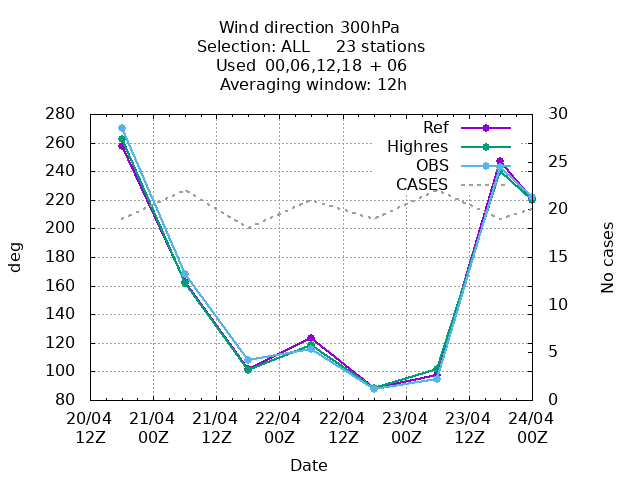 Wind direction 300hPa
Selection: ALL     23 stations
Used  00,06,12,18 + 06
Averaging window: 12h
Ref
Highres
OBS
CASES
deg
280
260
240
220
200
180
160
140
120
100
80
30
25
20
15
10
5
0
No cases
20/04 21/04 21/04 22/04 22/04 23/04 23/04 24/04
12Z 00Z 12Z 00Z 12Z 00Z 12Z 00Z
Date